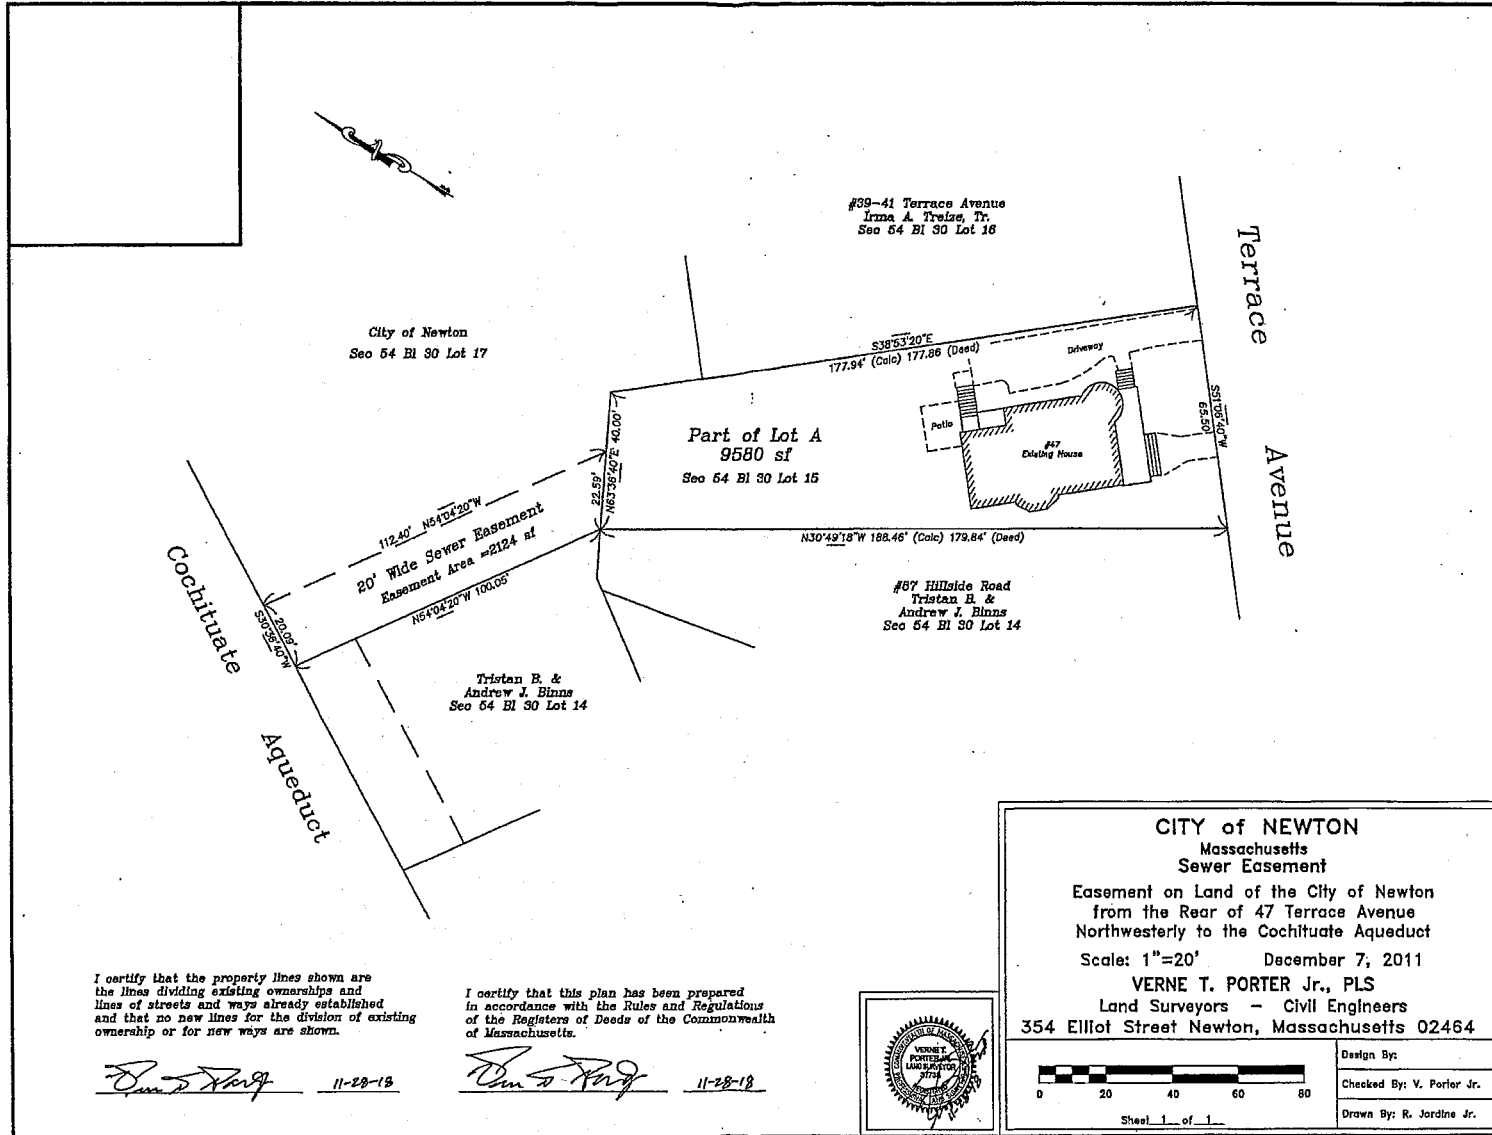 #39-41 Terrace Avenue
Irma A. Treize, Tr.
Sec 54 Bl 30 Lot 16
Terrace
Avenue
City of Newton
Sec 54 Bl 30 Lot 17
S38°53'20"E
177.94' (Calc) 177.86 (Deed)
Driveway
S51°06'40"W
65.50'
Patio
#47
Existing House
Part of Lot A
9580 sf
Sec 54 Bl 30 Lot 15
N63°36'40"E 40.00'
22.59'
112.40' N54°04'20"W
20' Wide Sewer Easement
Easement Area =2124 sf
N54°04'20"W 100.05'
20.09'
S30°36'40"W
N30°49'18"W 186.46' (Calc) 179.84' (Deed)
#57 Hillside Road
Tristan B. &
Andrew J. Binns
Sec 54 Bl 30 Lot 14
Tristan B. &
Andrew J. Binns
Sec 54 Bl 30 Lot 14
Cochituate
Aqueduct
I certify that the property lines shown are
the lines dividing existing ownerships and
lines of streets and ways already established
and that no new lines for the division of existing
ownership or for new ways are shown.
11-28-18
I certify that this plan has been prepared
in accordance with the Rules and Regulations
of the Registers of Deeds of the Commonwealth
of Massachusetts.
11-28-18
VERNE T.
PORTER JR.
LAND SURVEYOR
CITY of NEWTON
Massachusetts
Sewer Easement
Easement on Land of the City of Newton
from the Rear of 47 Terrace Avenue
Northwesterly to the Cochituate Aqueduct
Scale: 1"=20' December 7, 2011
VERNE T. PORTER Jr., PLS
Land Surveyors – Civil Engineers
354 Elliot Street Newton, Massachusetts 02464
0 20 40 60 80
Sheet 1 of 1
Design By:
Checked By: V. Porter Jr.
Drawn By: R. Jardine Jr.